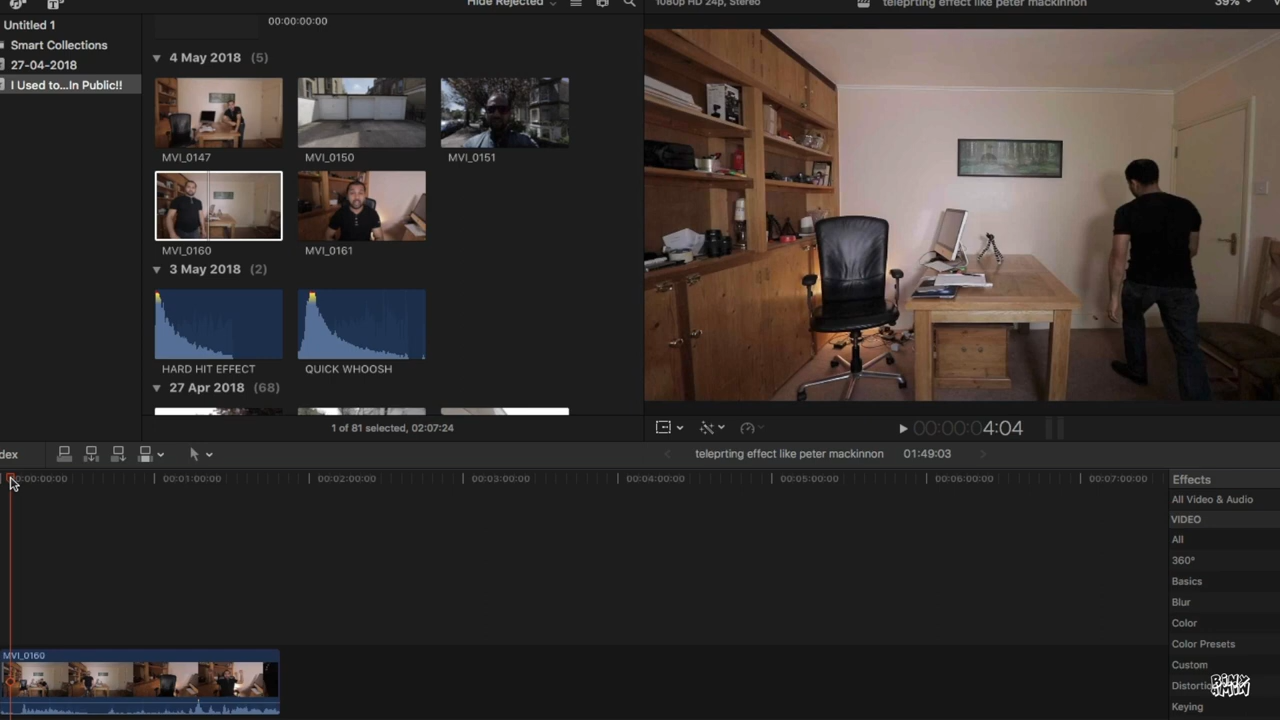 Untitled 1
Smart Collections
27-04-2018
I Used to...In Public!!
Hide Rejected
00:00:00:00
4 May 2018 (5)
MVI_0147
MVI_0150
MVI_0151
MVI_0160
MVI_0161
3 May 2018 (2)
HARD HIT EFFECT
QUICK WHOOSH
27 Apr 2018 (68)
1 of 81 selected, 02:07:24
1080p HD 24p, Stereo
teleprting effect like peter mackinnon
39%
00:00:04:04
dex
teleprting effect like peter mackinnon
01:49:03
00:00:00:00
00:01:00:00
00:02:00:00
00:03:00:00
00:04:00:00
00:05:00:00
00:06:00:00
00:07:00:00
MVI_0160
Effects
All Video & Audio
VIDEO
All
360°
Basics
Blur
Color
Color Presets
Custom
Distortio
Keying